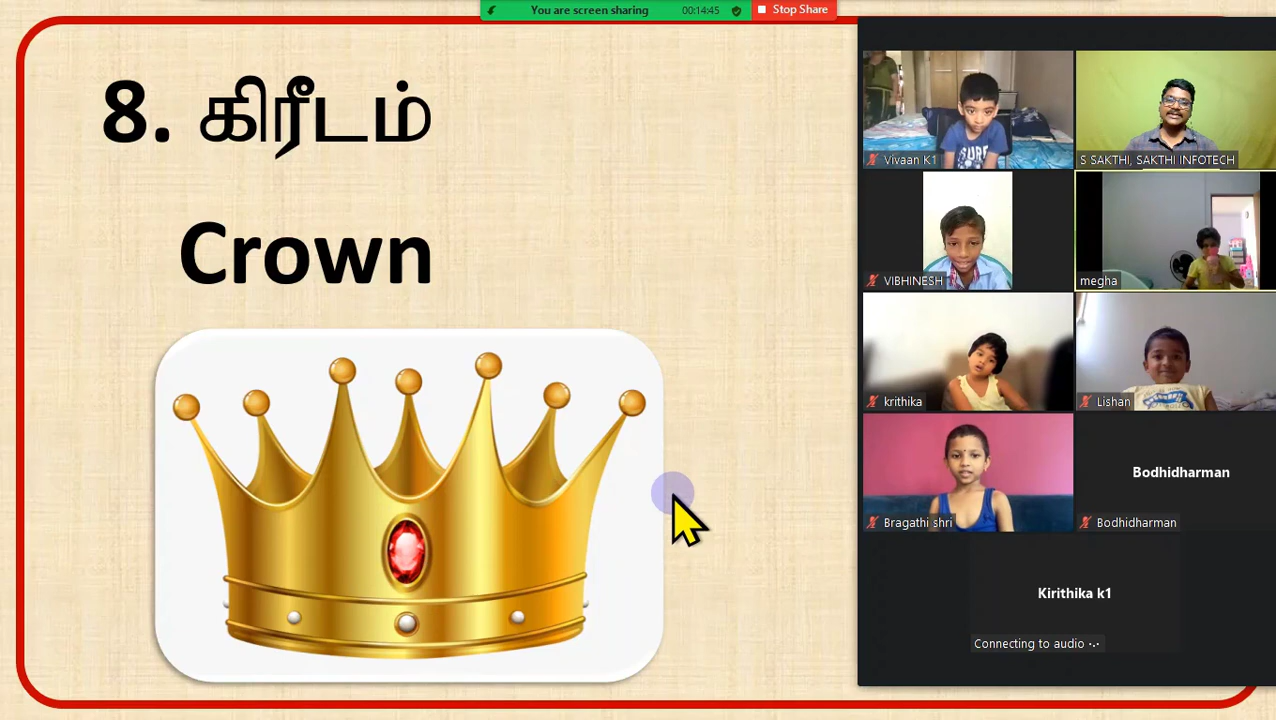 You are screen sharing 00:14:45 Stop Share
8. கிரீடம்
Crown
Vivaan K1
S SAKTHI, SAKTHI INFOTECH
VIBHINESH
megha
krithika
Lishan
Bragathi shri
Bodhidharman
Bodhidharman
Kirithika k1
Connecting to audio